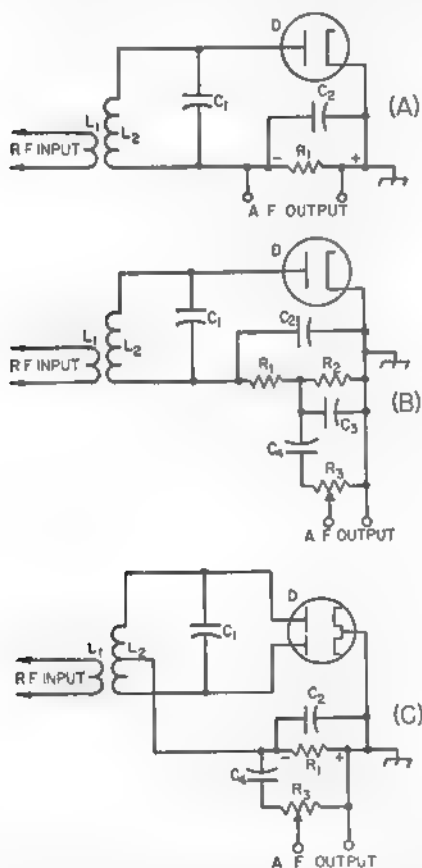 D
C₁
C₂
(A)
L₁
L₂
RF INPUT
R₁
- +
A F OUTPUT
D
C₁
C₂
L₁
L₂
RF INPUT
R₁
R₂
(B)
C₃
C₄
R₃
A F OUTPUT
D
C₁
L₁
L₂
RF INPUT
C₂
(C)
- +
R₁
C₄
R₃
A F OUTPUT